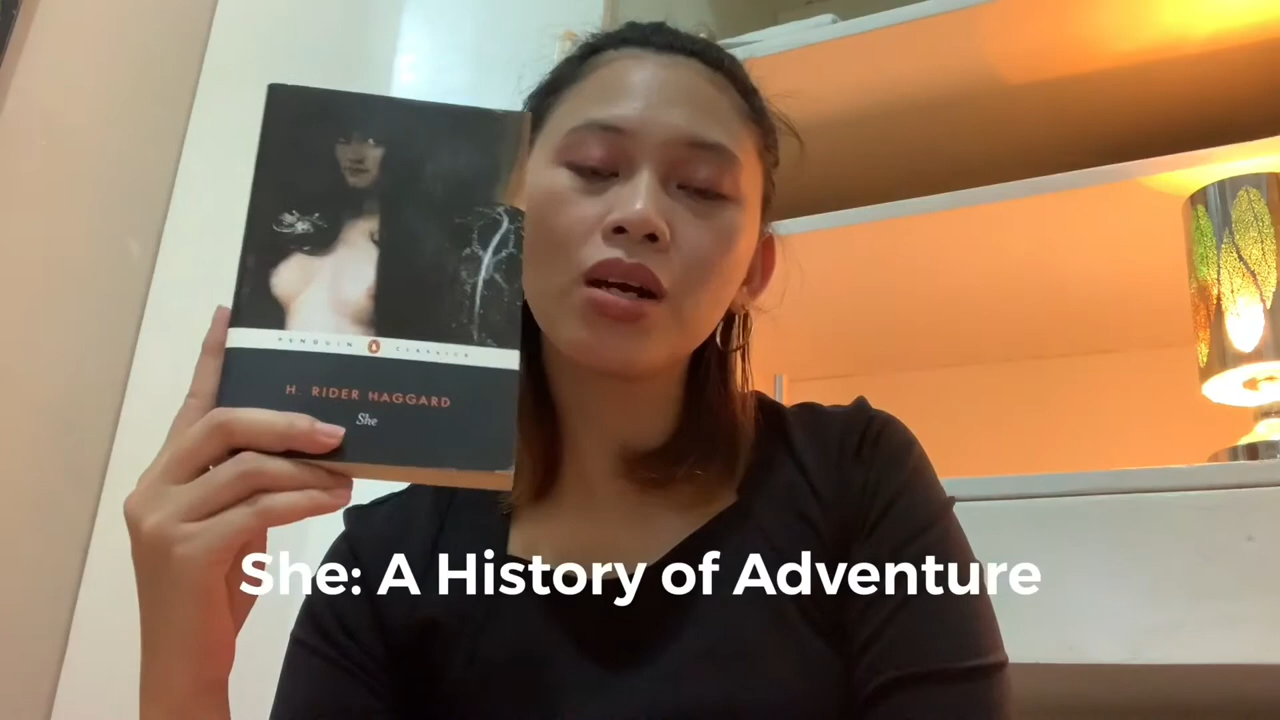 PENGUIN CLASSICS
H. RIDER HAGGARD
She
She: A History of Adventure